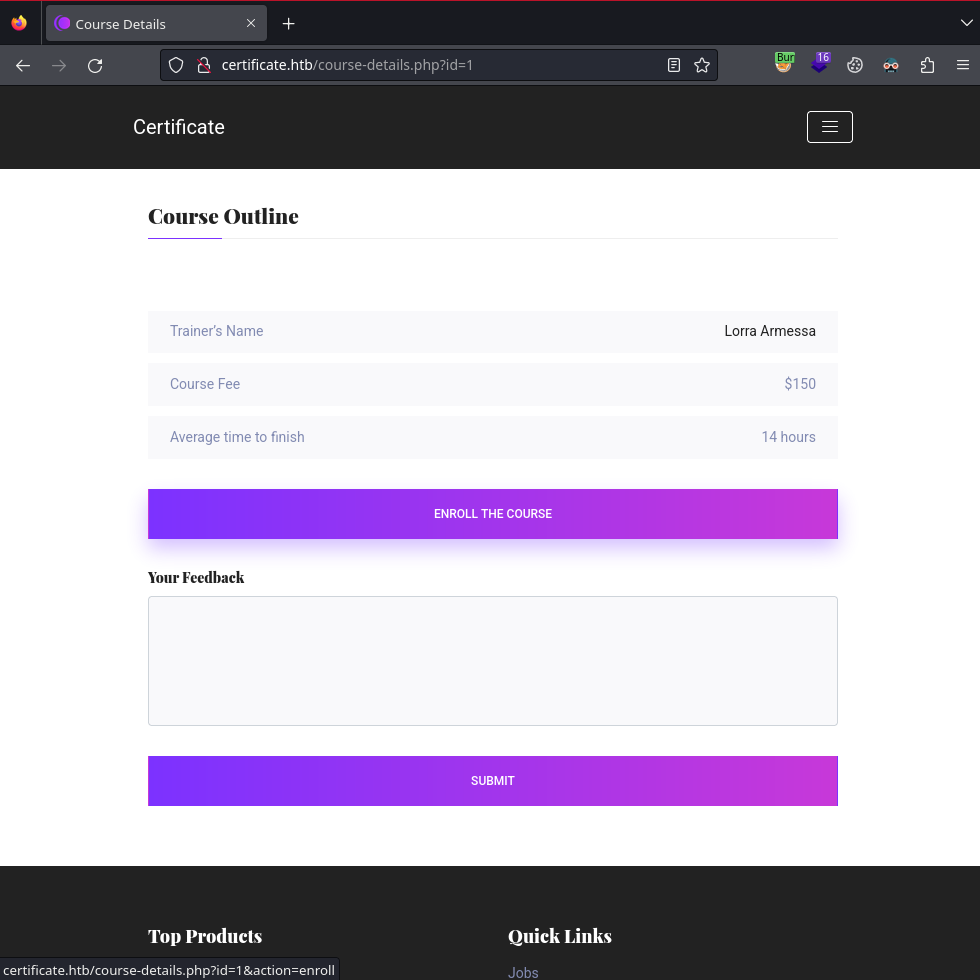 Course Details
certificate.htb/course-details.php?id=1
Bur
16
Certificate
Course Outline
Trainer’s Name
Lorra Armessa
Course Fee
$150
Average time to finish
14 hours
ENROLL THE COURSE
Your Feedback
SUBMIT
Top Products
Quick Links
Jobs
certificate.htb/course-details.php?id=1&action=enroll